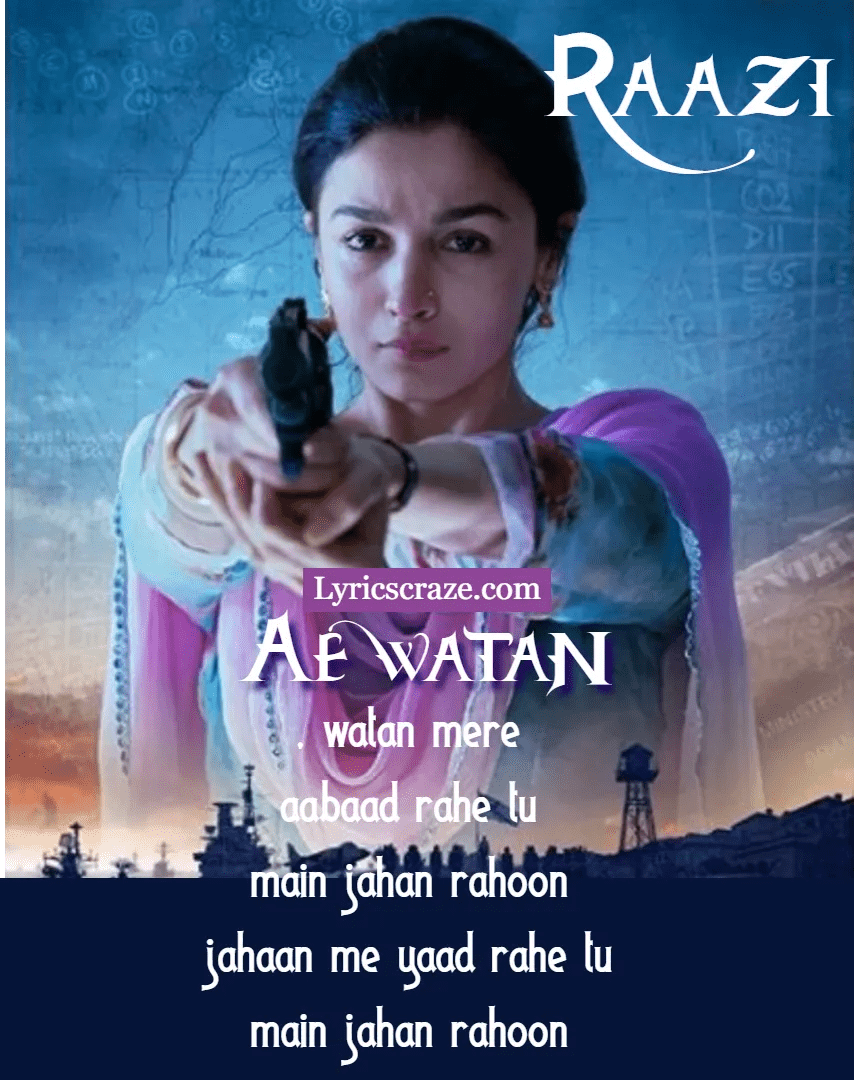 RAAZI
Lyricscraze.com
AE WATAN
, watan mere
aabaad rahe tu
main jahan rahoon
jahaan me yaad rahe tu
main jahan rahoon